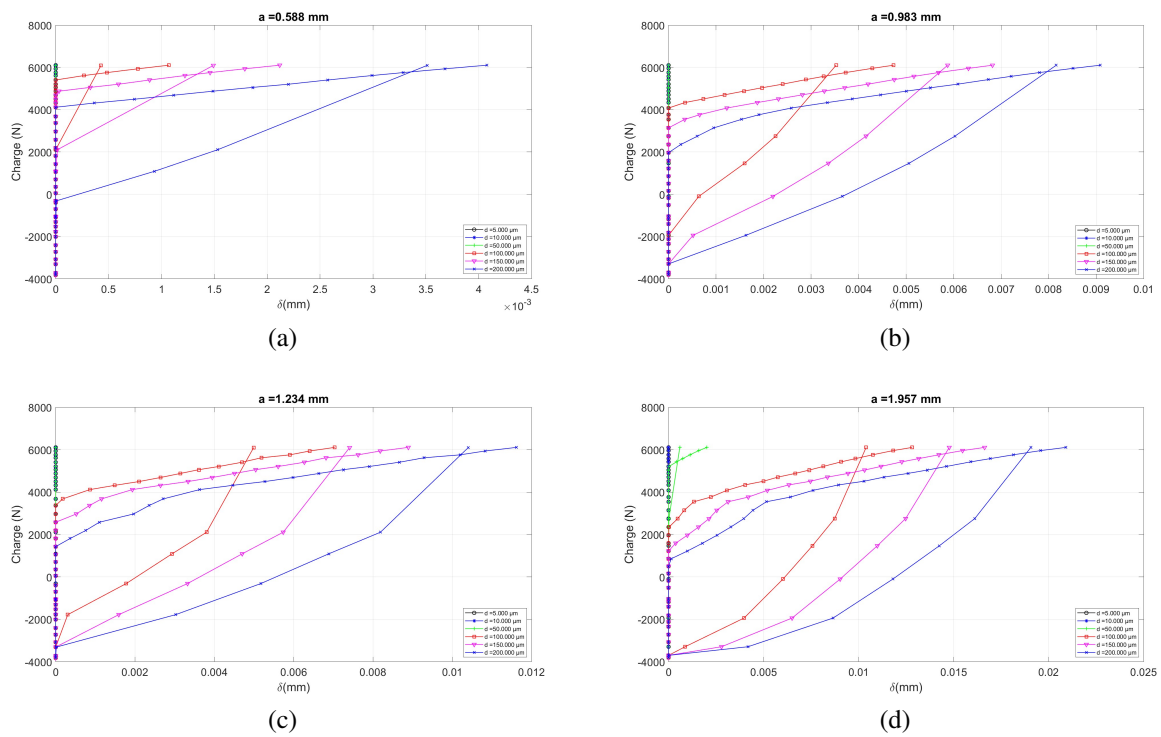 a =0.588 mm
8000
6000
4000
2000
0
-2000
-4000
Charge (N)
0 0.5 1 1.5 2 2.5 3 3.5 4 4.5
δ(mm)
×10⁻³
d =5.000 μm
d =10.000 μm
d =50.000 μm
d =100.000 μm
d =150.000 μm
d =200.000 μm
(a)
a =0.983 mm
8000
6000
4000
2000
0
-2000
-4000
Charge (N)
0 0.001 0.002 0.003 0.004 0.005 0.006 0.007 0.008 0.009 0.01
δ(mm)
d =5.000 μm
d =10.000 μm
d =50.000 μm
d =100.000 μm
d =150.000 μm
d =200.000 μm
(b)
a =1.234 mm
8000
6000
4000
2000
0
-2000
-4000
Charge (N)
0 0.002 0.004 0.006 0.008 0.01 0.012
δ(mm)
d =5.000 μm
d =10.000 μm
d =50.000 μm
d =100.000 μm
d =150.000 μm
d =200.000 μm
(c)
a =1.957 mm
8000
6000
4000
2000
0
-2000
-4000
Charge (N)
0 0.005 0.01 0.015 0.02 0.025
δ(mm)
d =5.000 μm
d =10.000 μm
d =50.000 μm
d =100.000 μm
d =150.000 μm
d =200.000 μm
(d)